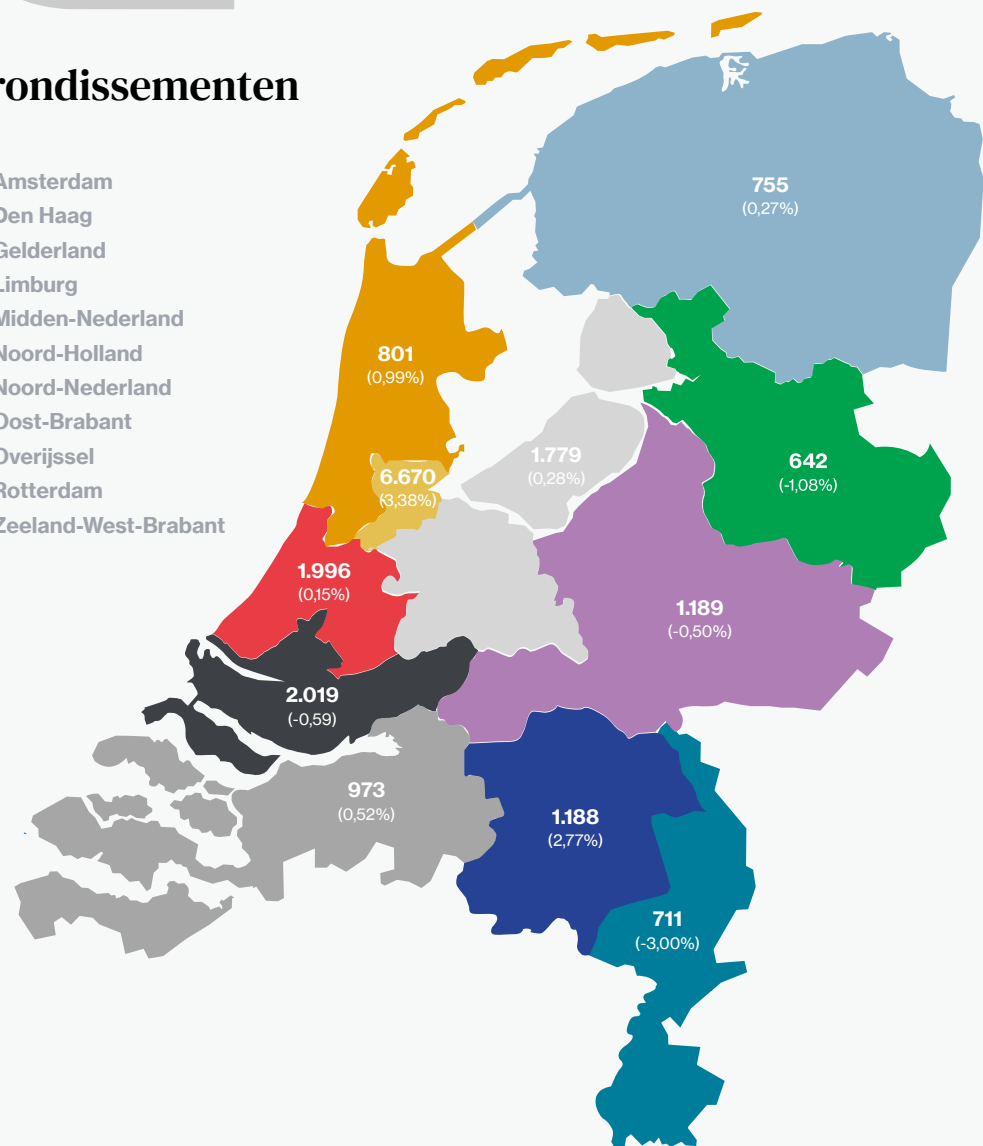 rondissementen
Amsterdam
Den Haag
Gelderland
Limburg
Midden-Nederland
Noord-Holland
Noord-Nederland
Oost-Brabant
Overijssel
Rotterdam
Zeeland-West-Brabant
755
(0,27%)
801
(0,99%)
1.779
(0,28%)
642
(-1,08%)
6.670
(3,38%)
1.996
(0,15%)
1.189
(-0,50%)
2.019
(-0,59)
973
(0,52%)
1.188
(2,77%)
711
(-3,00%)